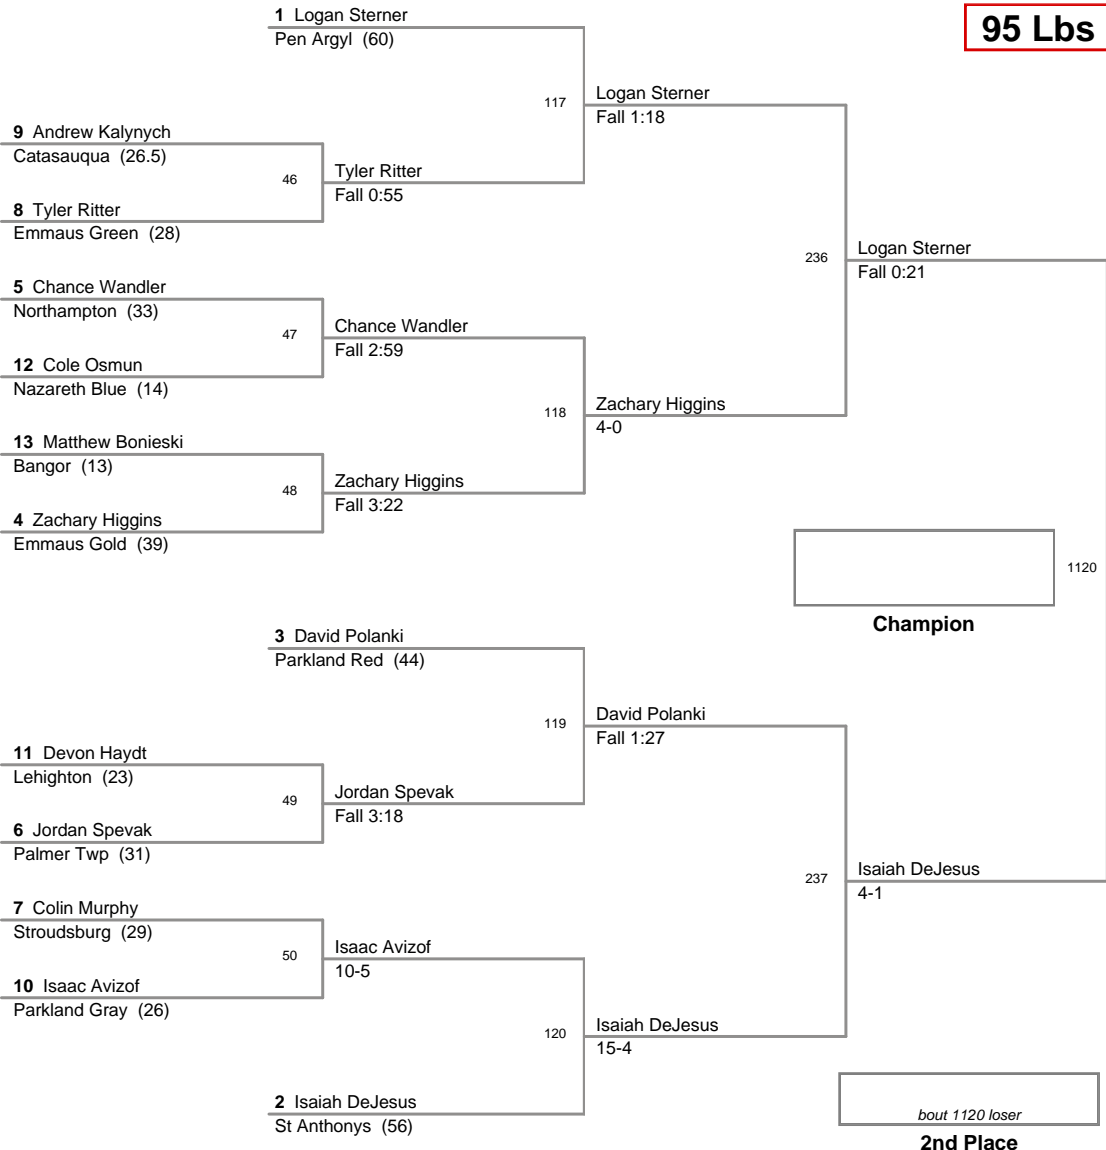 1 Logan Sterner
Pen Argyl (60)
95 Lbs
117
Logan Sterner
Fall 1:18
9 Andrew Kalynych
Catasauqua (26.5)
46
Tyler Ritter
Fall 0:55
8 Tyler Ritter
Emmaus Green (28)
236
Logan Sterner
Fall 0:21
5 Chance Wandler
Northampton (33)
47
Chance Wandler
Fall 2:59
12 Cole Osmun
Nazareth Blue (14)
118
Zachary Higgins
4-0
13 Matthew Bonieski
Bangor (13)
48
Zachary Higgins
Fall 3:22
4 Zachary Higgins
Emmaus Gold (39)
1120
Champion
3 David Polanki
Parkland Red (44)
119
David Polanki
Fall 1:27
11 Devon Haydt
Lehighton (23)
49
Jordan Spevak
Fall 3:18
6 Jordan Spevak
Palmer Twp (31)
237
Isaiah DeJesus
4-1
7 Colin Murphy
Stroudsburg (29)
50
Isaac Avizof
10-5
10 Isaac Avizof
Parkland Gray (26)
120
Isaiah DeJesus
15-4
2 Isaiah DeJesus
St Anthonys (56)
bout 1120 loser
2nd Place